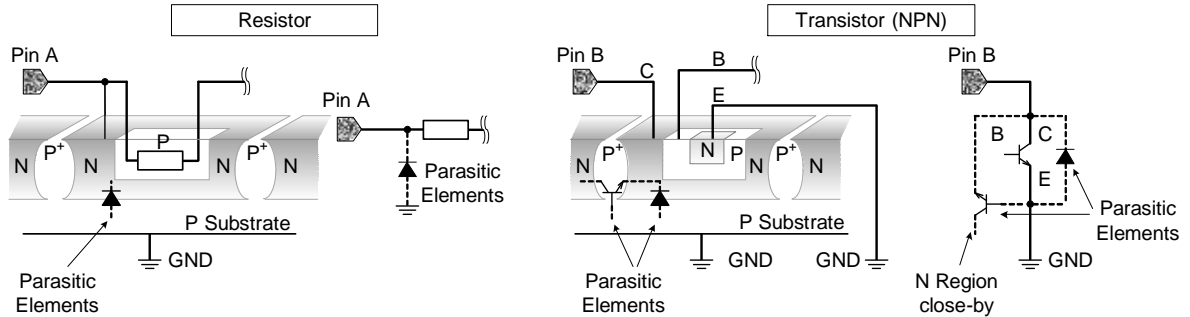 Resistor
Transistor (NPN)
Pin A
Pin B
C
B
E
Pin B
Pin A
N
P+
N
P
P+
N
N
P+
N
P
P+
N
N
B
C
E
Parasitic
Elements
P Substrate
GND
Parasitic
Elements
P Substrate
GND
GND
Parasitic
Elements
Parasitic
Elements
GND
N Region
close-by